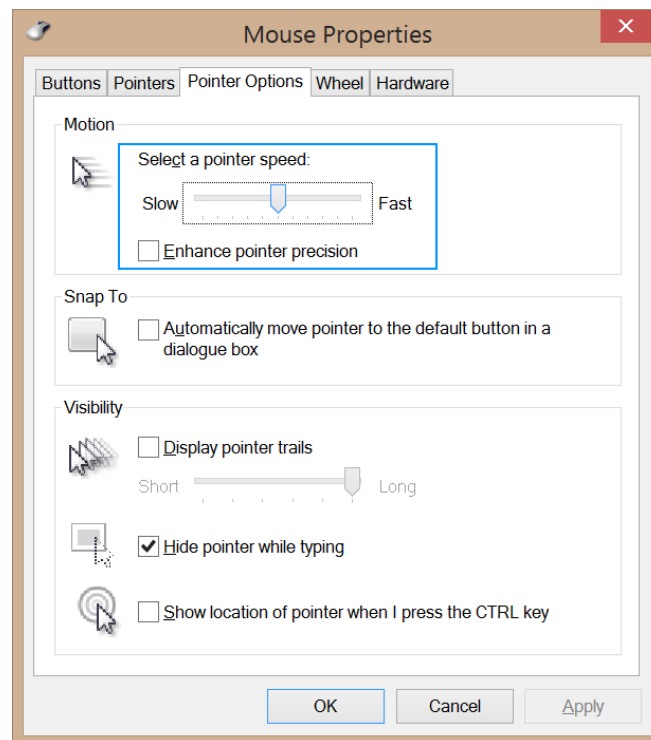 Mouse Properties
Buttons Pointers Pointer Options Wheel Hardware
Motion
Select a pointer speed:
Slow Fast
Enhance pointer precision
Snap To
Automatically move pointer to the default button in a
dialogue box
Visibility
Display pointer trails
Short Long
Hide pointer while typing
Show location of pointer when I press the CTRL key
OK Cancel Apply